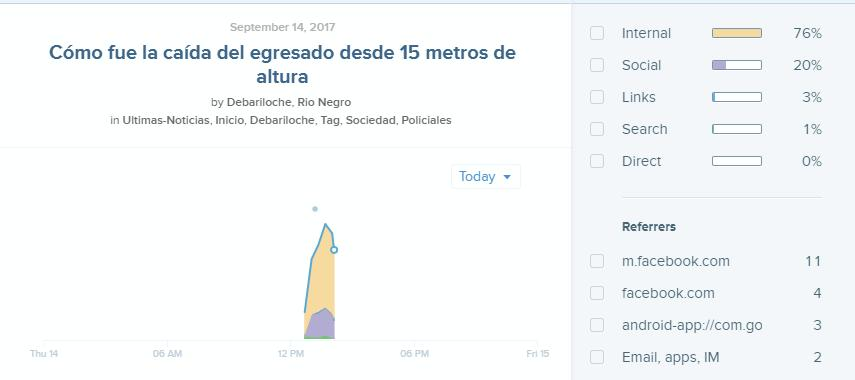 September 14, 2017
Cómo fue la caída del egresado desde 15 metros de
altura
by Debariloche, Rio Negro
in Ultimas-Noticias, Inicio, Debariloche, Tag, Sociedad, Policiales
Today
Thu 14
06 AM
12 PM
06 PM
Fri 15
Internal 76%
Social 20%
Links 3%
Search 1%
Direct 0%
Referrers
m.facebook.com 11
facebook.com 4
android-app://com.go 3
Email, apps, IM 2